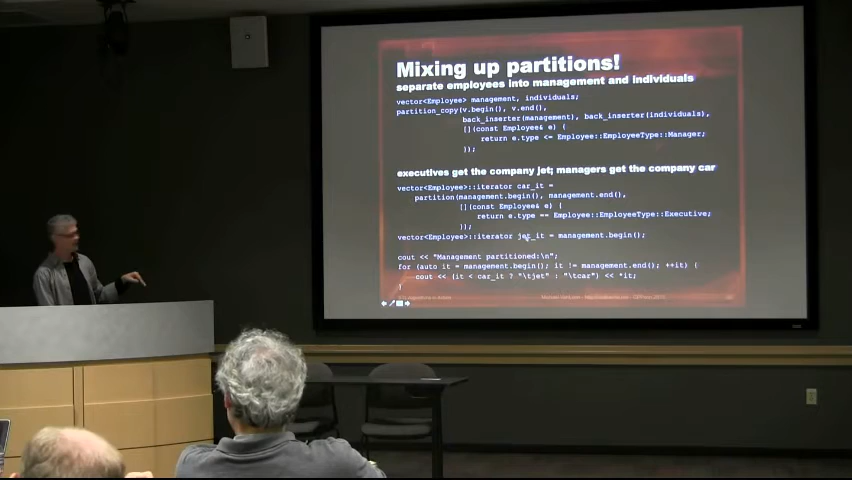 Mixing up partitions!
separate employees into management and individuals
vector<Employee> management, individuals;
partition_copy(v.begin(), v.end(),
back_inserter(management), back_inserter(individuals),
[](const Employee& e) {
return e.type <= Employee::EmployeeType::Manager;
});
executives get the company jet; managers get the company car
vector<Employee>::iterator car_it =
partition(management.begin(), management.end(),
[](const Employee& e) {
return e.type == Employee::EmployeeType::Executive;
});
vector<Employee>::iterator jet_it = management.begin();
cout << "Management partitioned:\n";
for (auto it = management.begin(); it != management.end(); ++it) {
cout << (it < car_it ? "\tjet" : "\tcar") << *it;
}
STL Algorithms in Action